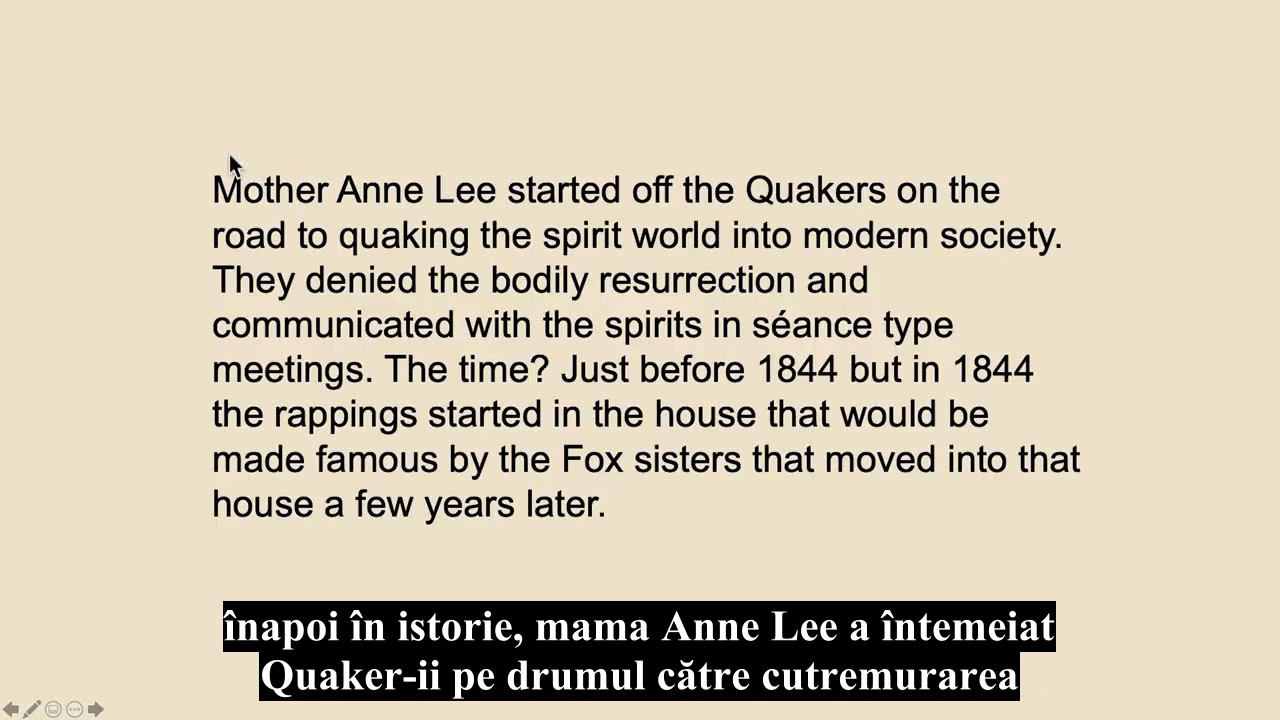 Mother Anne Lee started off the Quakers on the
road to quaking the spirit world into modern society.
They denied the bodily resurrection and
communicated with the spirits in séance type
meetings. The time? Just before 1844 but in 1844
the rappings started in the house that would be
made famous by the Fox sisters that moved into that
house a few years later.
înapoi în istorie, mama Anne Lee a întemeiat
Quaker-ii pe drumul către cutremurarea